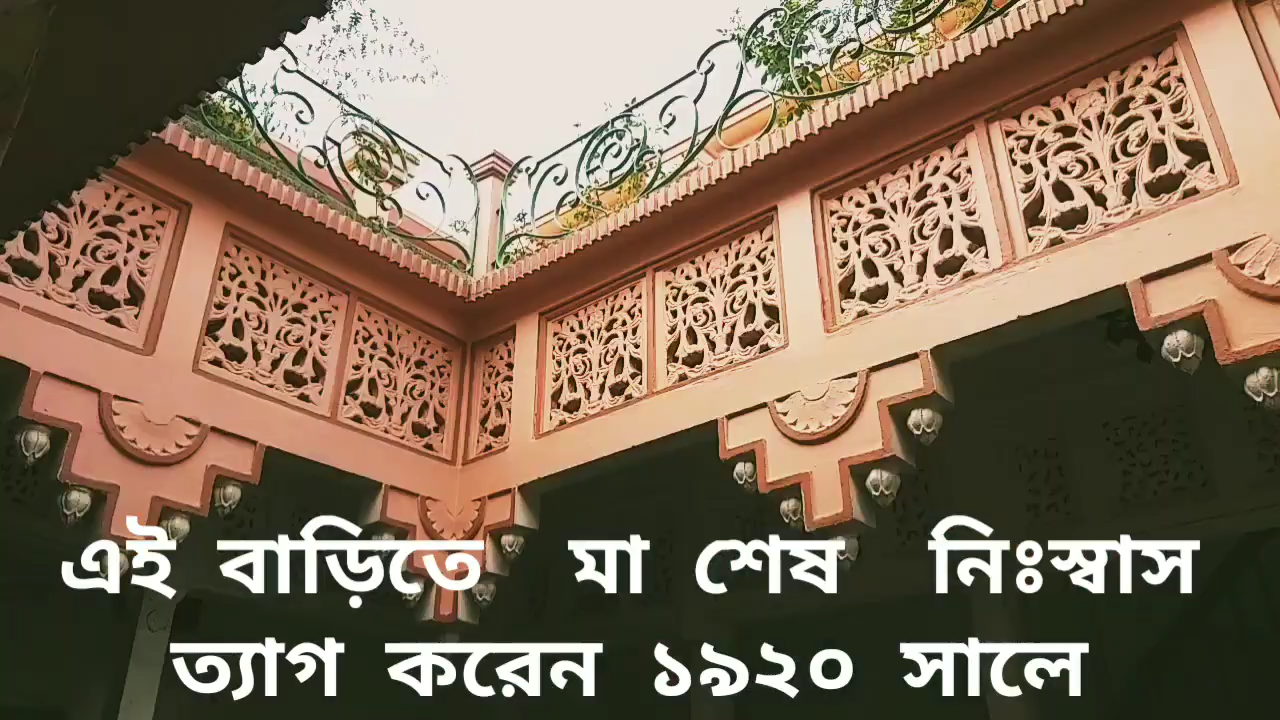 এই বাড়িতে মা শেষ নিঃস্বাস
ত্যাগ করেন ১৯২০ সালে